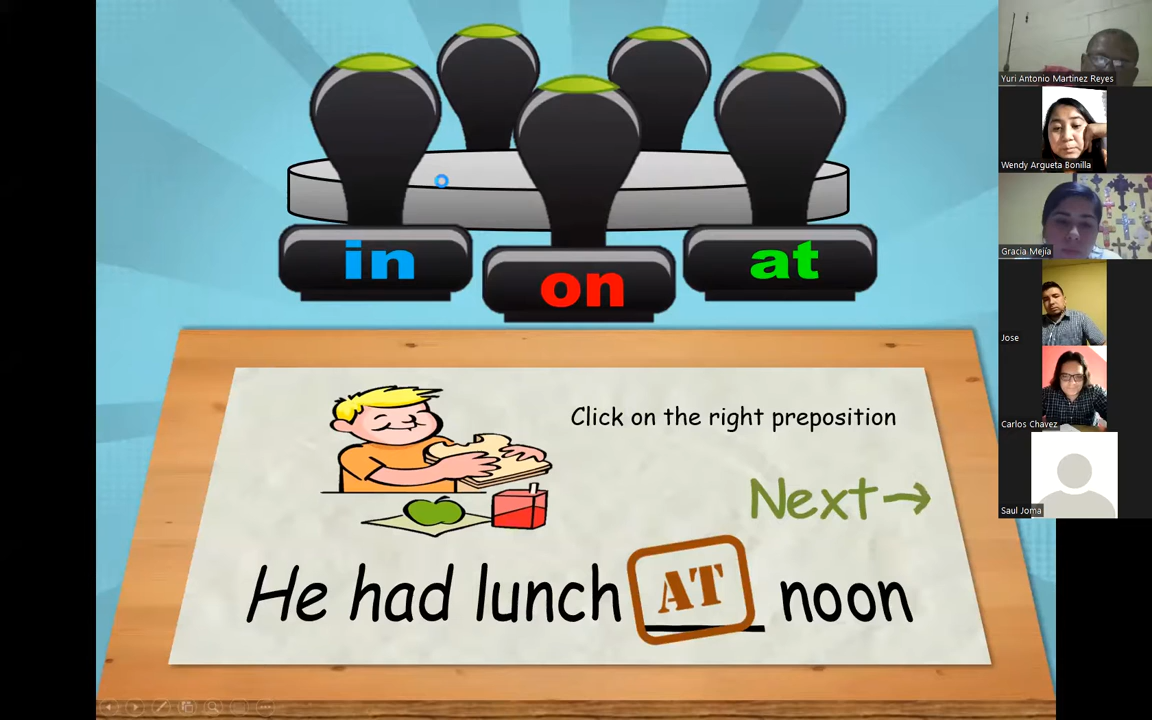 in
on
at
Click on the right preposition
Next
He had lunch AT noon
Yuri Antonio Martinez Reyes
Wendy Argueta Bonilla
Gracia Mejía
Jose
Carlos Chavez
Saul Joma